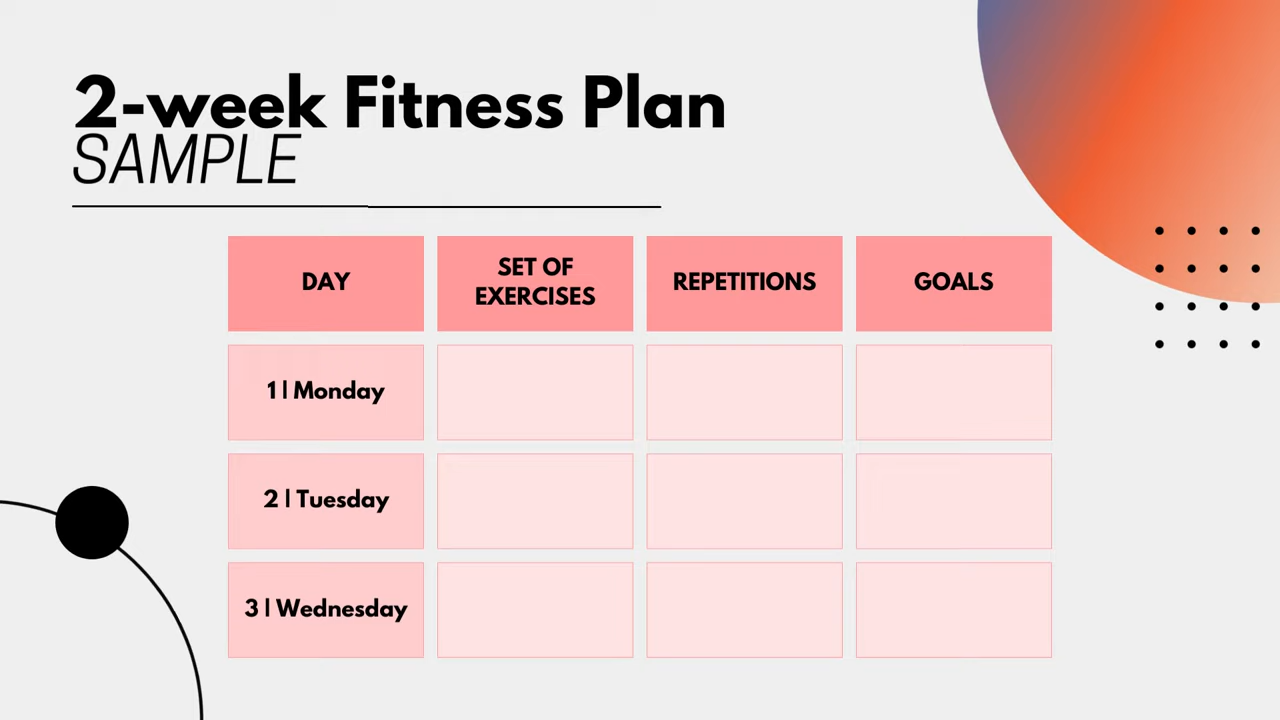 2-week Fitness Plan
SAMPLE
DAY
SET OF
EXERCISES
REPETITIONS
GOALS
1 | Monday
2 | Tuesday
3 | Wednesday